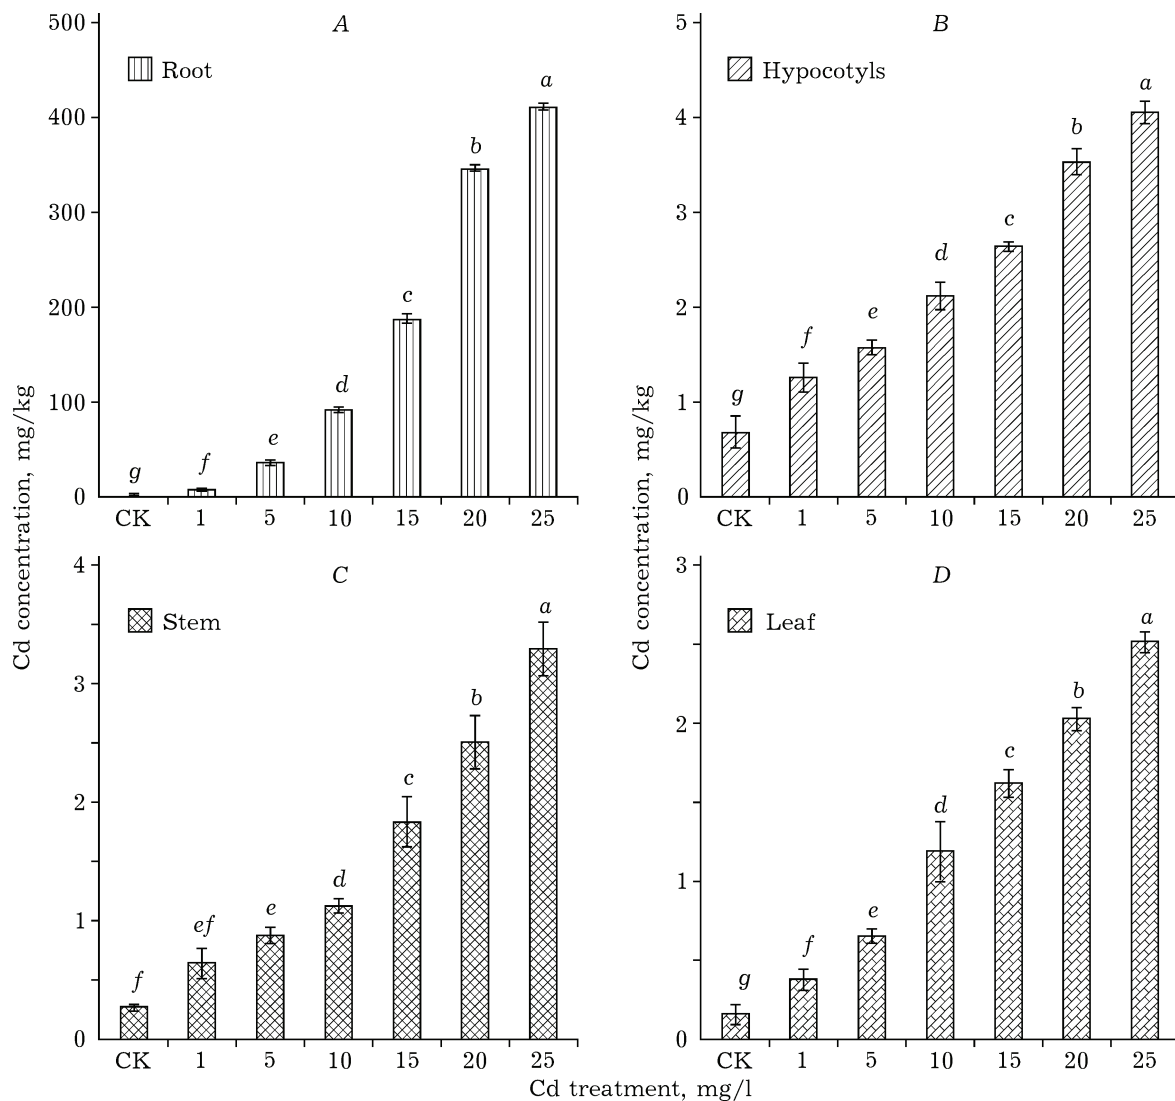 A
Root
500
400
300
200
100
0
g
f
e
d
c
b
a
CK 1 5 10 15 20 25
B
Hypocotyls
5
4
3
2
1
0
g
f
e
d
c
b
a
CK 1 5 10 15 20 25
Cd concentration, mg/kg
Cd concentration, mg/kg
C
Stem
4
3
2
1
0
f
ef
e
d
c
b
a
CK 1 5 10 15 20 25
D
Leaf
3
2
1
0
g
f
e
d
c
b
a
CK 1 5 10 15 20 25
Cd treatment, mg/l